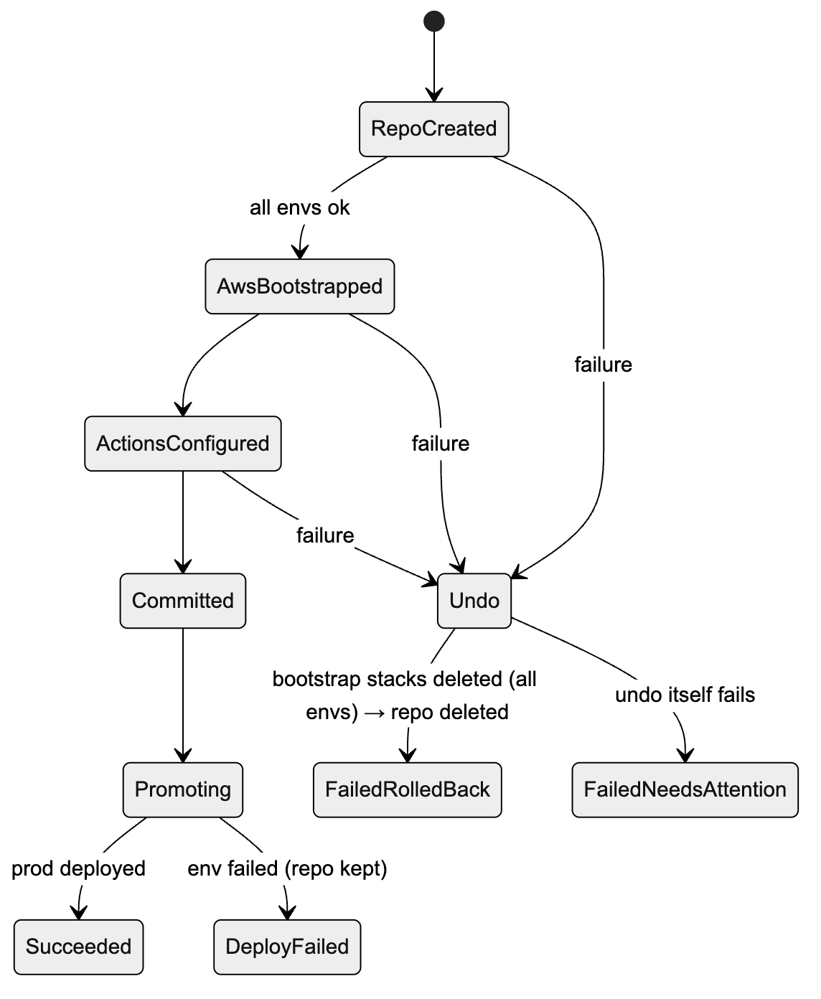 RepoCreated
all envs ok
AwsBootstrapped
failure
ActionsConfigured
failure
failure
Committed
Undo
bootstrap stacks deleted (all
envs) → repo deleted
undo itself fails
Promoting
FailedRolledBack
FailedNeedsAttention
prod deployed
env failed (repo kept)
Succeeded
DeployFailed